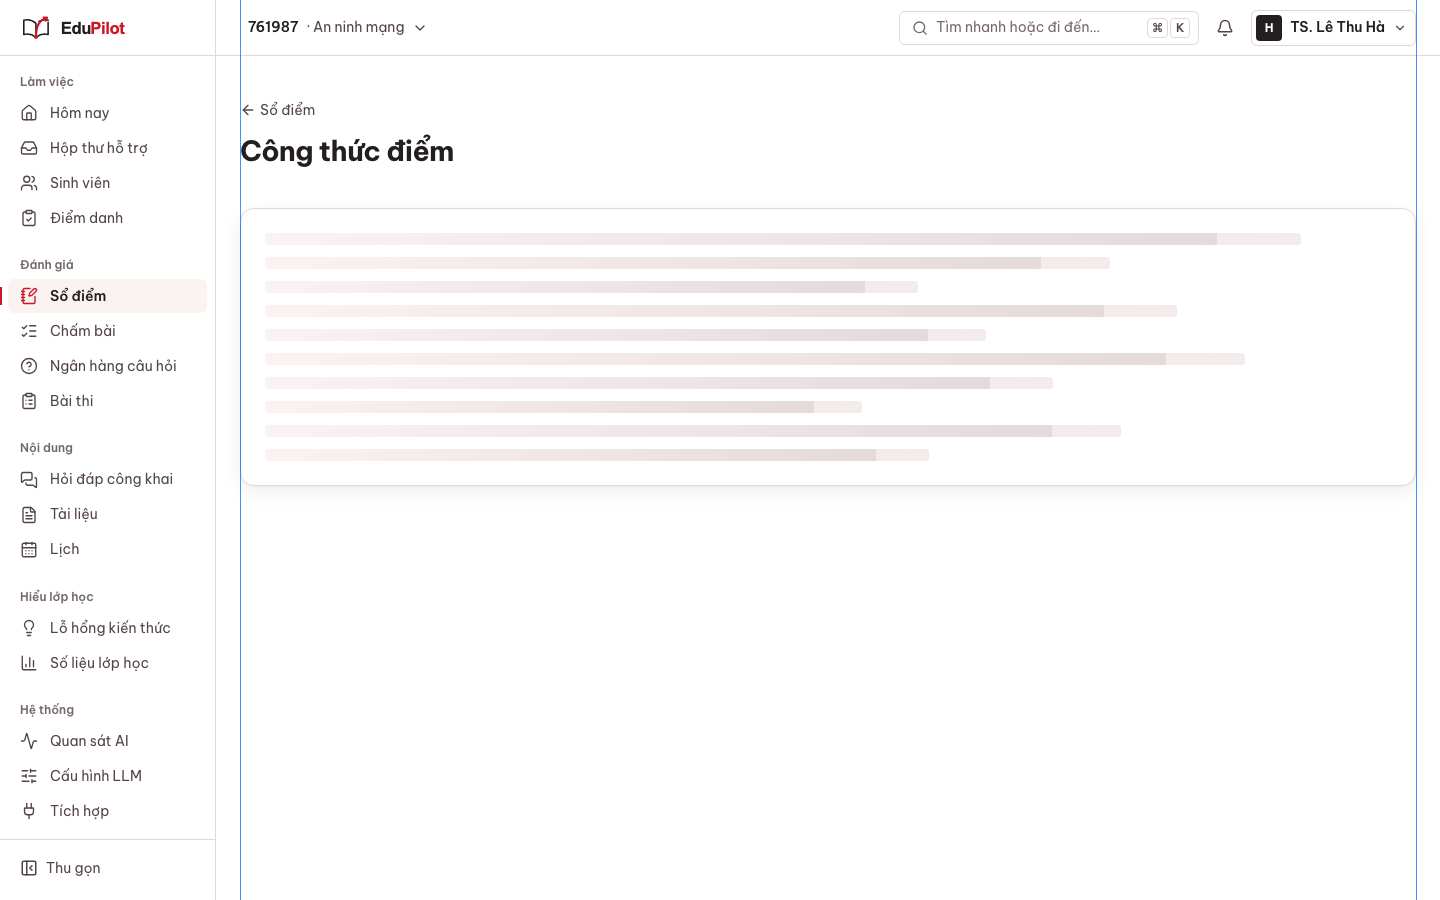 EduPilot
761987 · An ninh mạng
Tìm nhanh hoặc đi đến...
⌘ K
H
TS. Lê Thu Hà
Làm việc
Hôm nay
Hộp thư hỗ trợ
Sinh viên
Điểm danh
Đánh giá
Sổ điểm
Chấm bài
Ngân hàng câu hỏi
Bài thi
Nội dung
Hỏi đáp công khai
Tài liệu
Lịch
Hiểu lớp học
Lỗ hổng kiến thức
Số liệu lớp học
Hệ thống
Quan sát AI
Cấu hình LLM
Tích hợp
Thu gọn
Sổ điểm
Công thức điểm